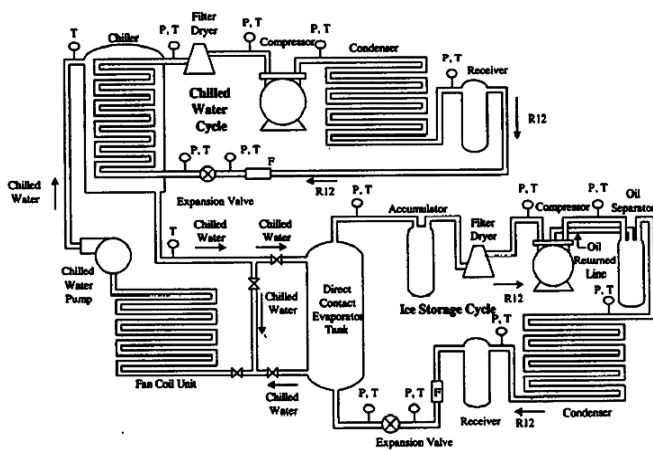 T
Chiller
P, T
Filter
Dryer
P, T
Compressor
P, T
Condenser
P, T
Receiver
Chilled
Water
Cycle
R12
P, T
P, T
F
R12
Expansion Valve
Chilled
Water
T
Chilled
Water
Chilled
Water
P, T
Accumulator
Filter
Dryer
P, T
Compressor
P, T
Oil
Separator
Oil
Returned
Line
R12
Chilled
Water
Pump
Chilled
Water
Direct
Contact
Evaporator
Tank
Ice Storage Cycle
P, T
P, T
Fan Coil Unit
Chilled
Water
P, T
P, T
F
Expansion Valve
Receiver
R12
Condenser